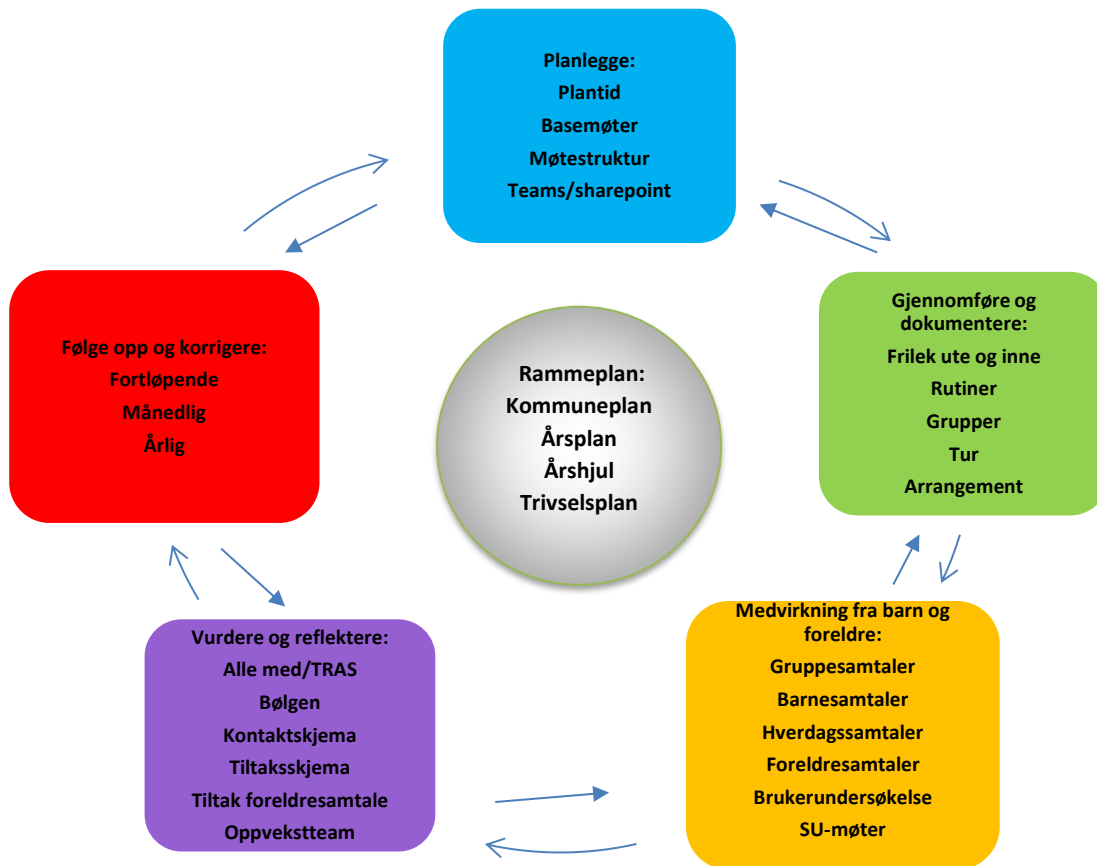 Planlegge:
Plantid
Basemøter
Møtestruktur
Teams/sharepoint
Gjennomføre og
dokumentere:
Frilek ute og inne
Rutiner
Grupper
Tur
Arrangement
Følge opp og korrigere:
Fortløpende
Månedlig
Årlig
Rammeplan:
Kommuneplan
Årsplan
Årshjul
Trivselsplan
Vurdere og reflektere:
Alle med/TRAS
Bølgen
Kontaktskjema
Tiltaksskjema
Tiltak foreldresamtale
Oppvekstteam
Medvirkning fra barn og
foreldre:
Gruppesamtaler
Barnesamtaler
Hverdagssamtaler
Foreldresamtaler
Brukerundersøkelse
SU-møter